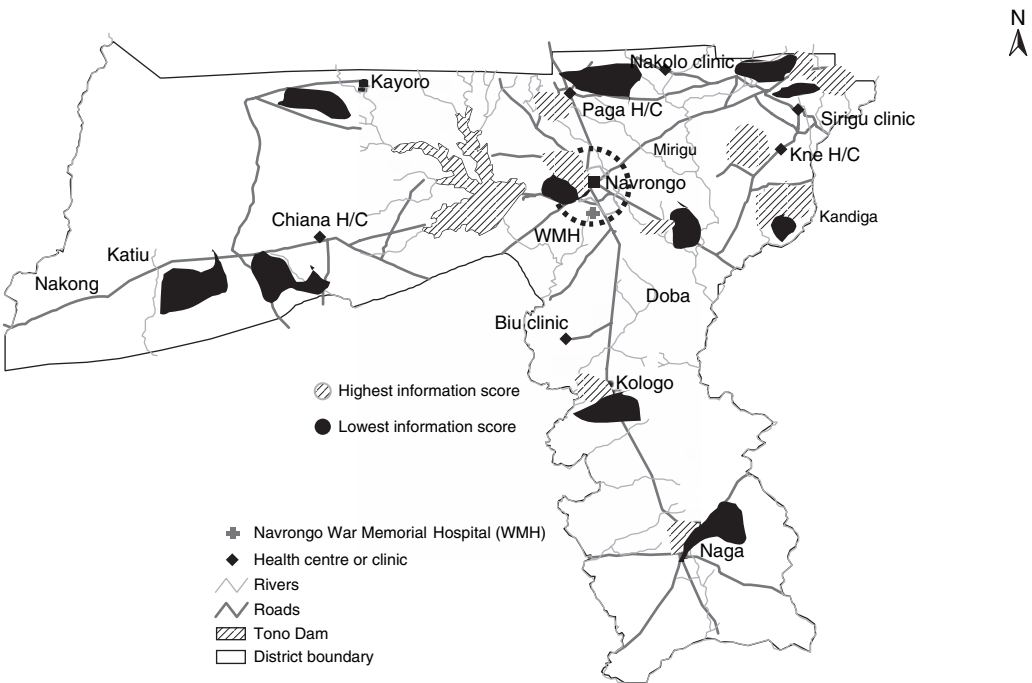 N
Nakolo clinic
Kayoro
Paga H/C
Sirigu clinic
Mirigu
Kne H/C
Navrongo
Chiana H/C
Kandiga
WMH
Katiu
Nakong
Doba
Biu clinic
Kologo
Highest information score
Lowest information score
Navrongo War Memorial Hospital (WMH)
Health centre or clinic
Naga
Rivers
Roads
Tono Dam
District boundary